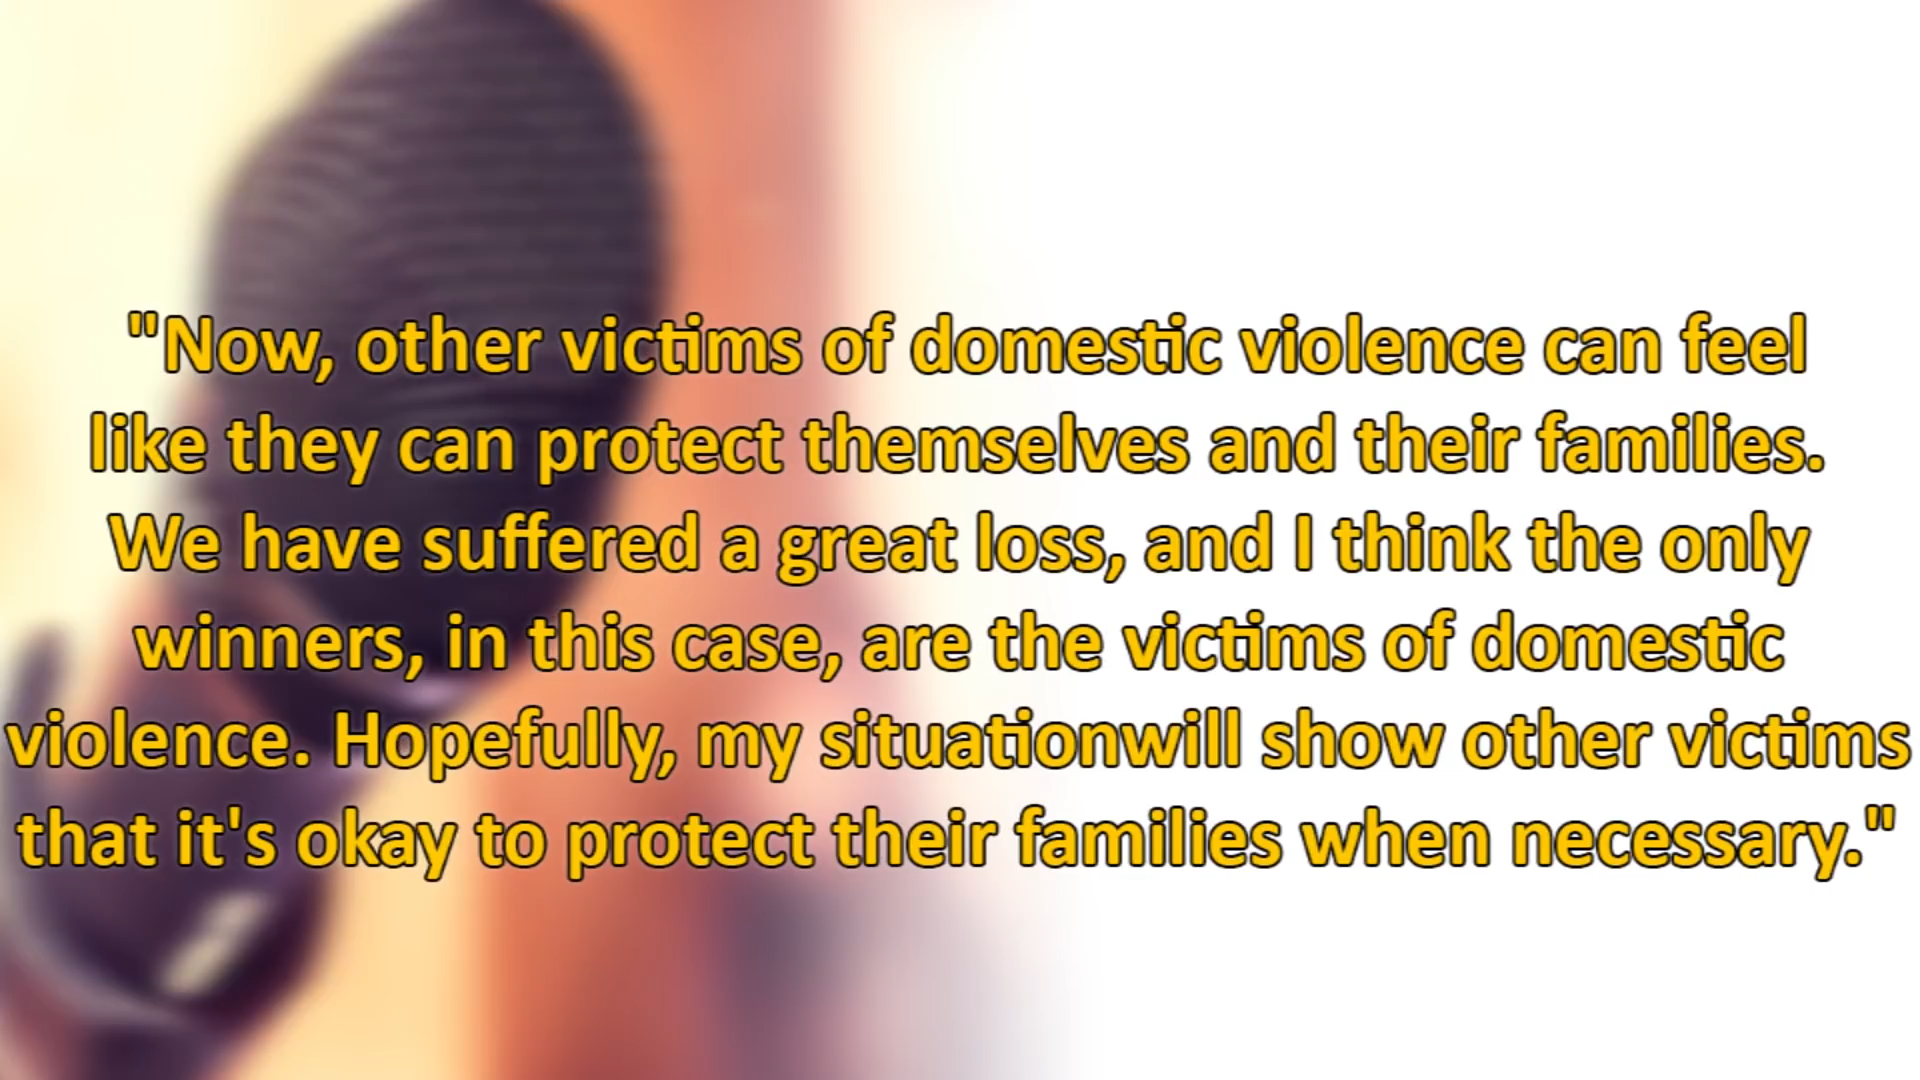 "Now, other victims of domestic violence can feel
like they can protect themselves and their families.
We have suffered a great loss, and I think the only
winners, in this case, are the victims of domestic
violence. Hopefully, my situationwill show other victims
that it's okay to protect their families when necessary."